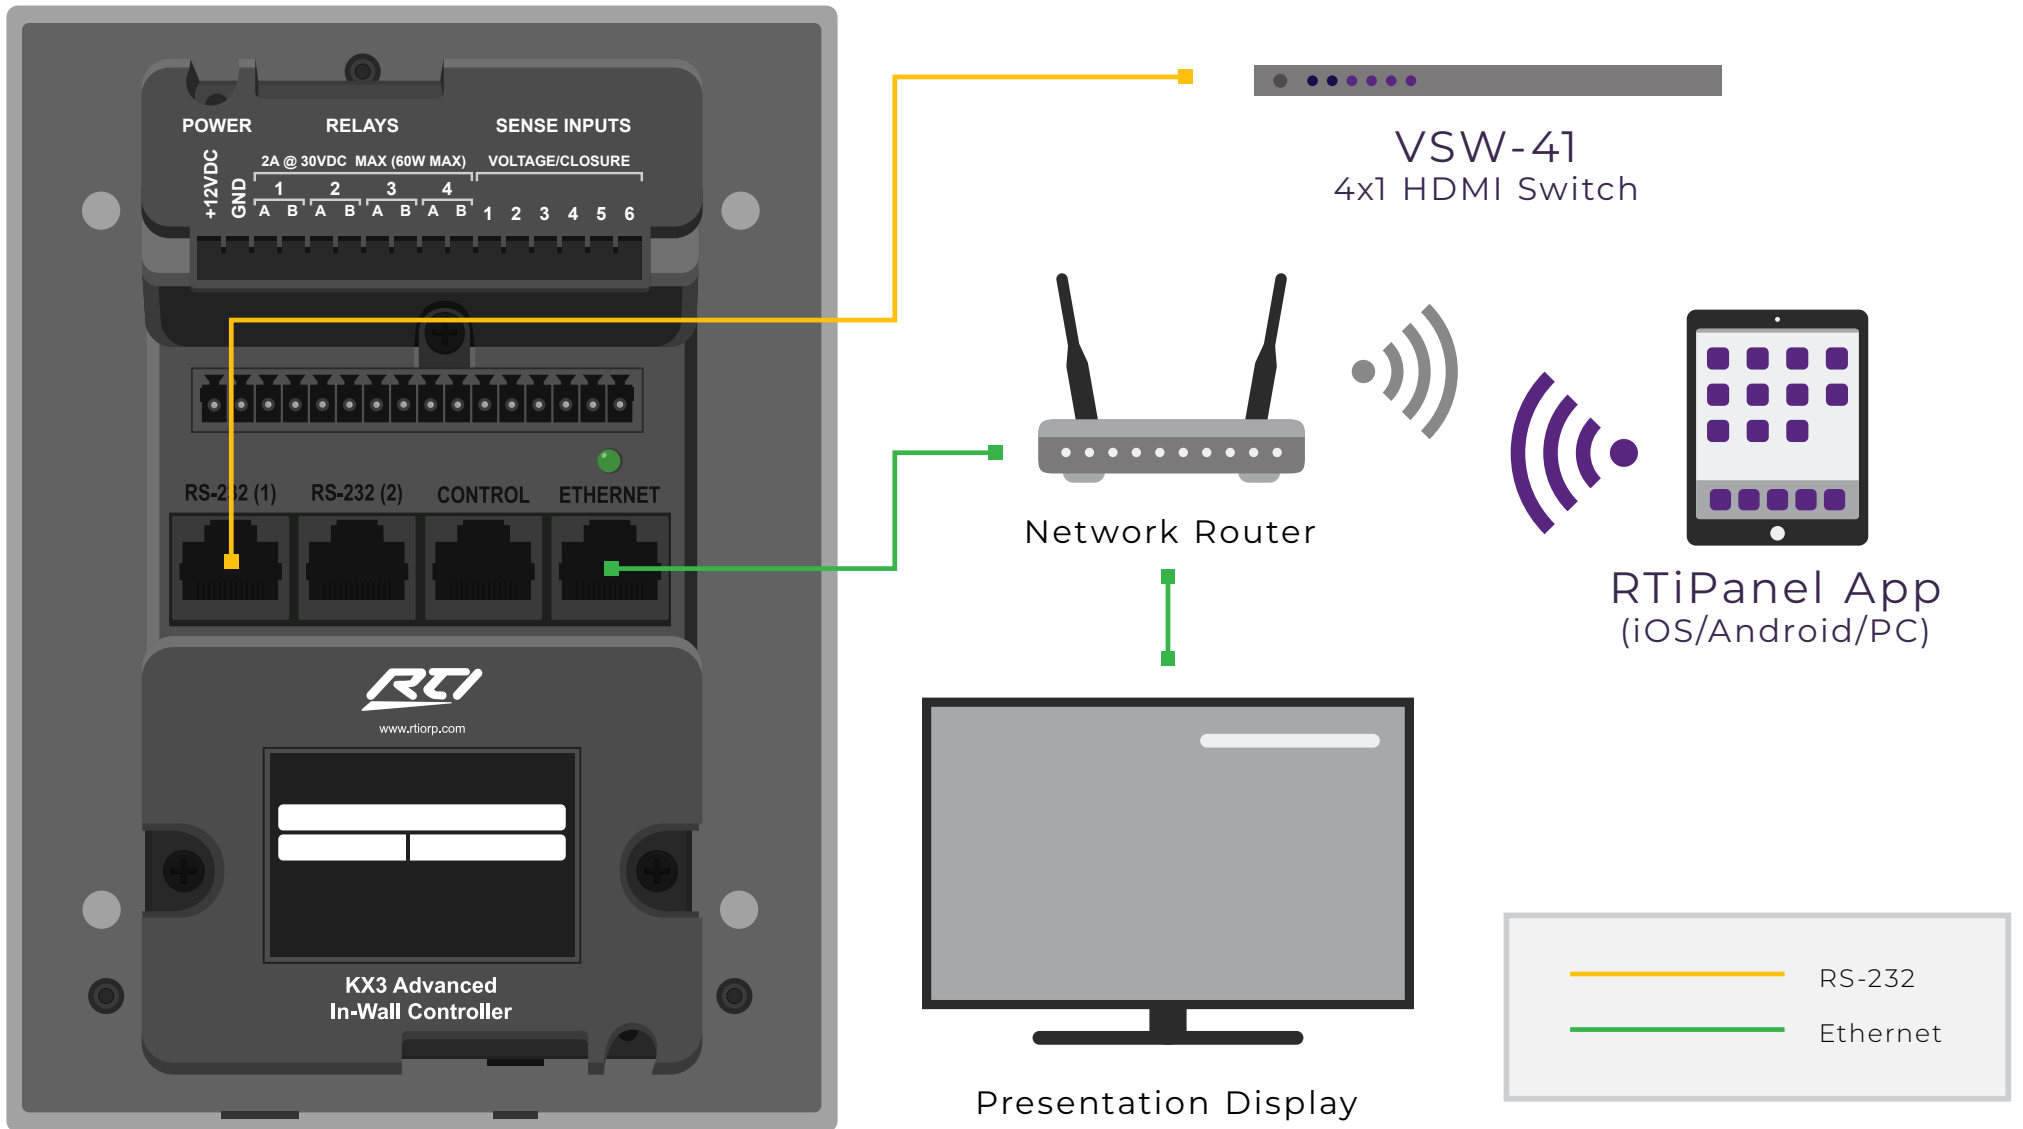 POWER RELAYS SENSE INPUTS
2A @ 30VDC MAX (60W MAX) VOLTAGE/CLOSURE
+12VDC GND 1 2 3 4
A B A B A B A B 1 2 3 4 5 6
RS-232 (1) RS-232 (2) CONTROL ETHERNET
RTI
www.rtiorp.com
KX3 Advanced
In-Wall Controller
VSW-41
4x1 HDMI Switch
Network Router
RTiPanel App
(iOS/Android/PC)
Presentation Display
RS-232
Ethernet